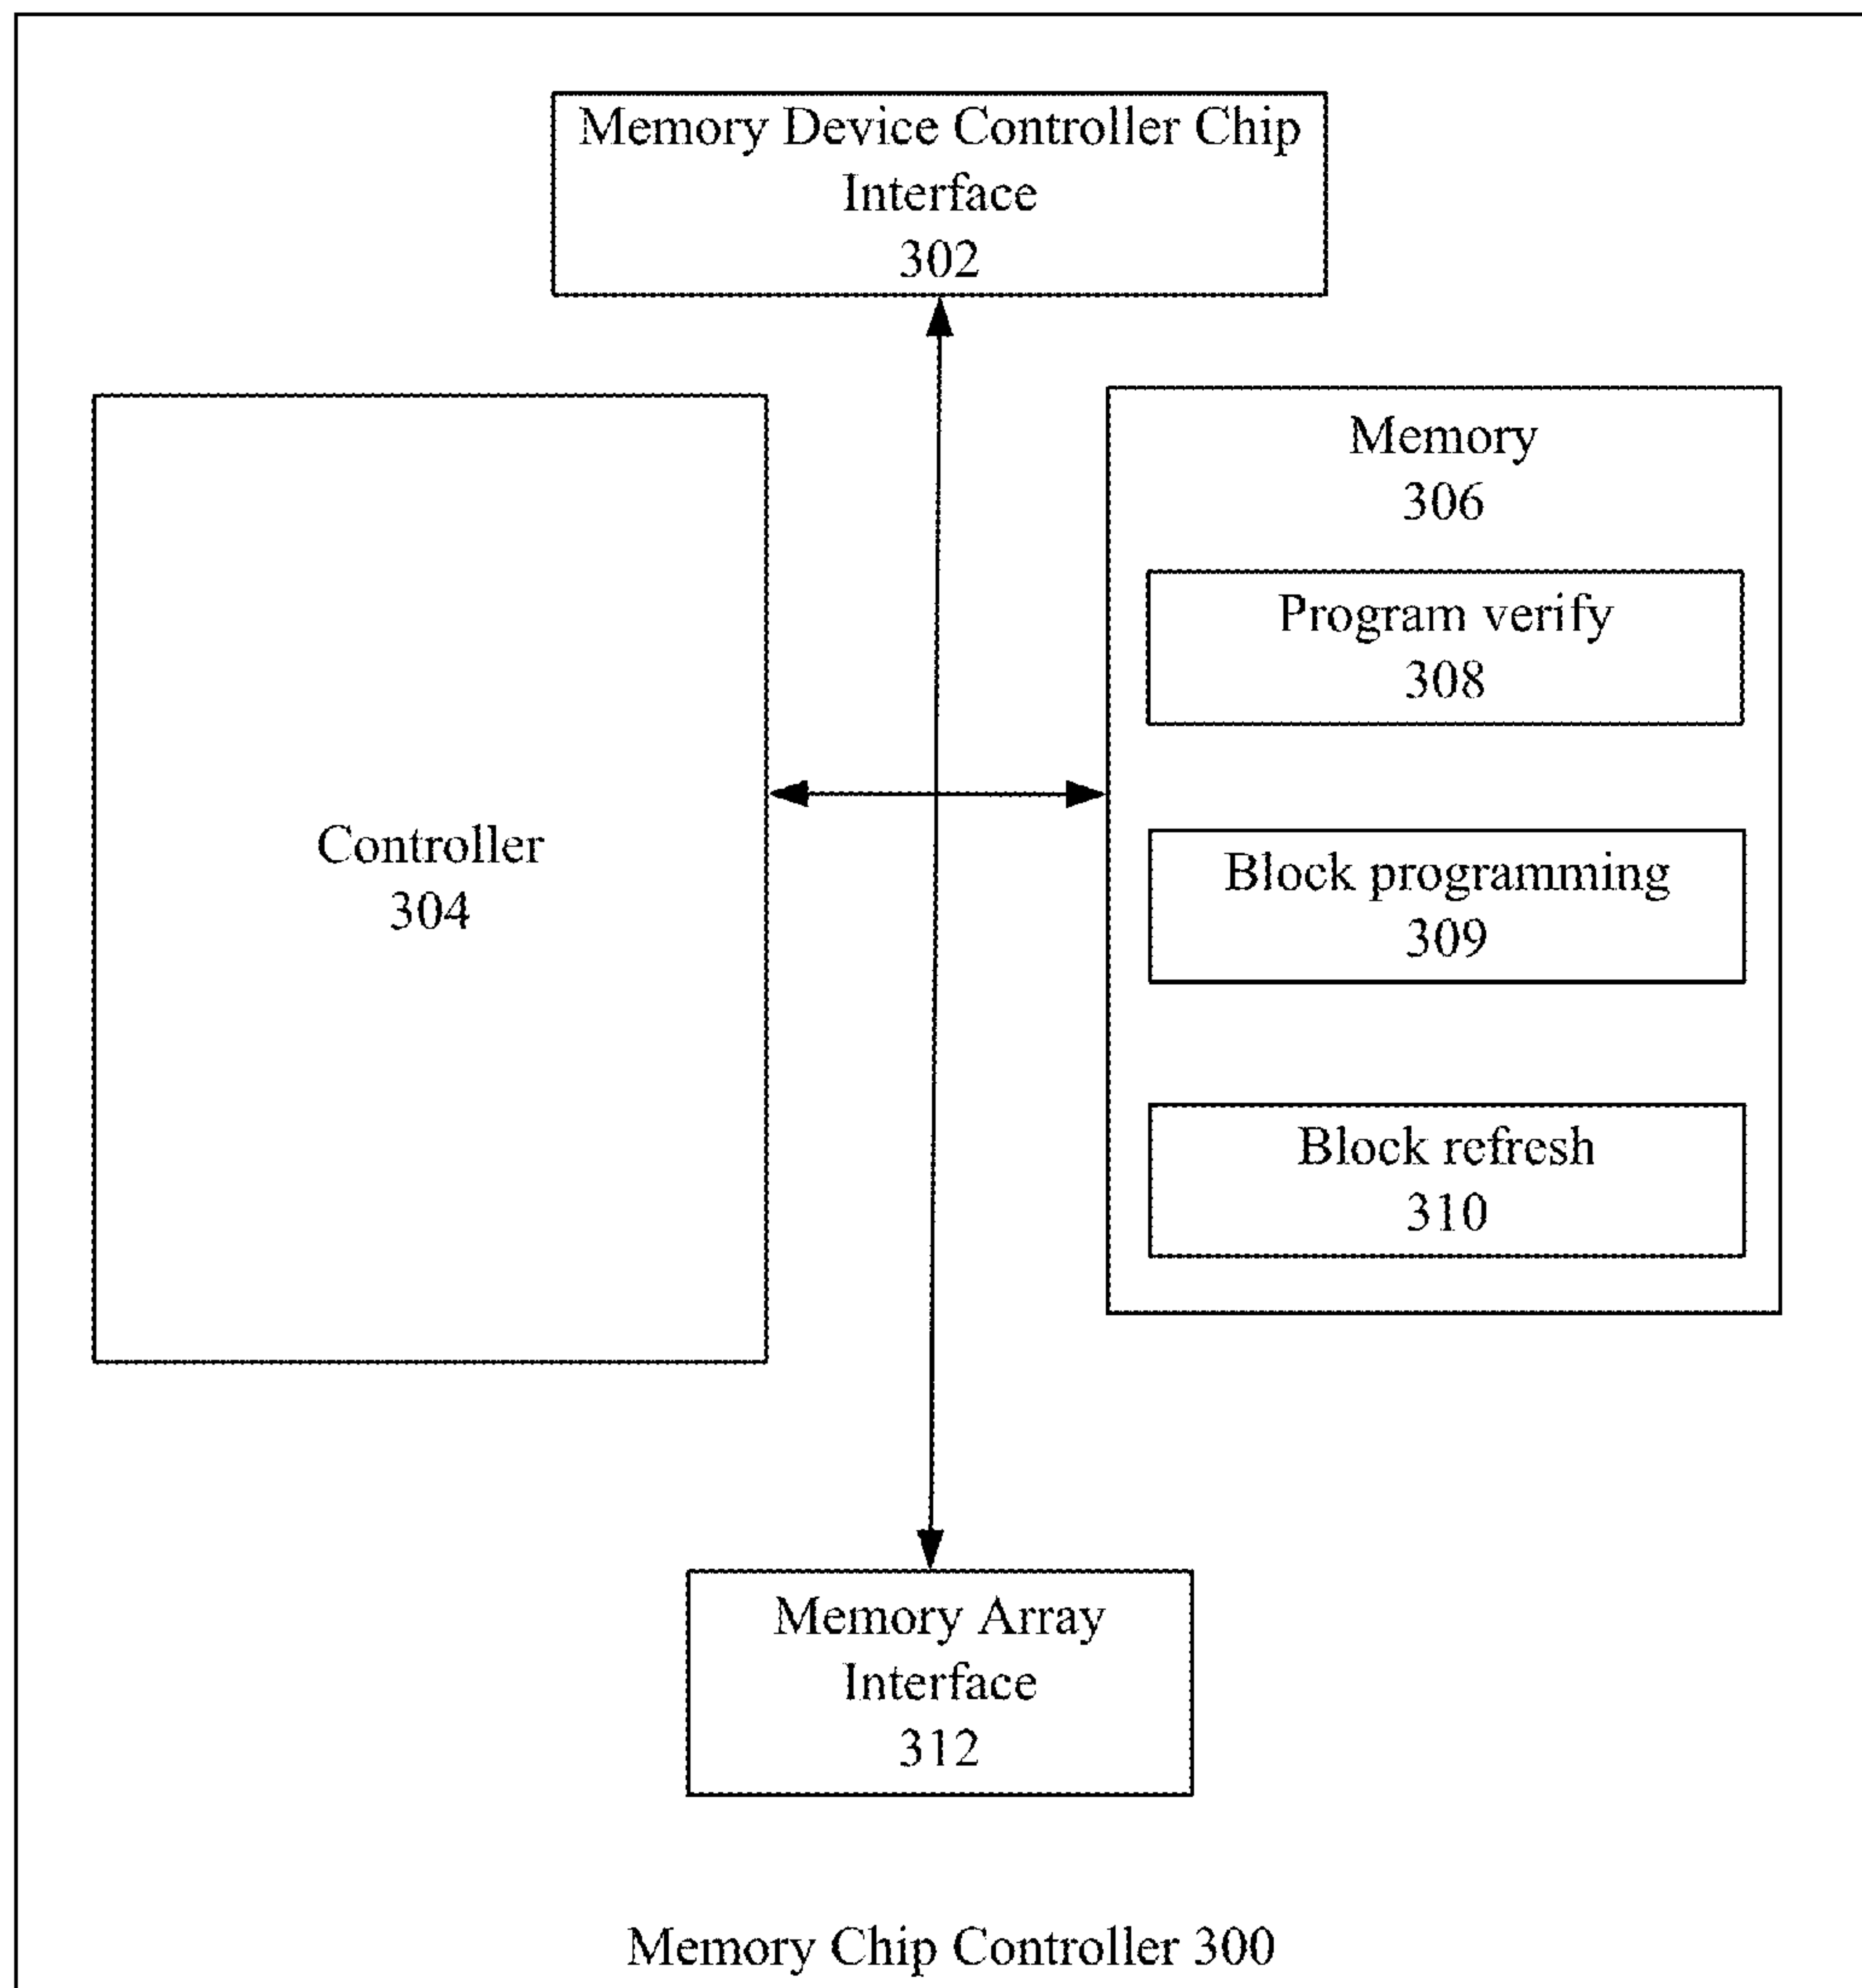 Memory Device Controller Chip
Interface
302
Controller
304
Memory
306
Program verify
308
Block programming
309
Block refresh
310
Memory Array
Interface
312
Memory Chip Controller 300